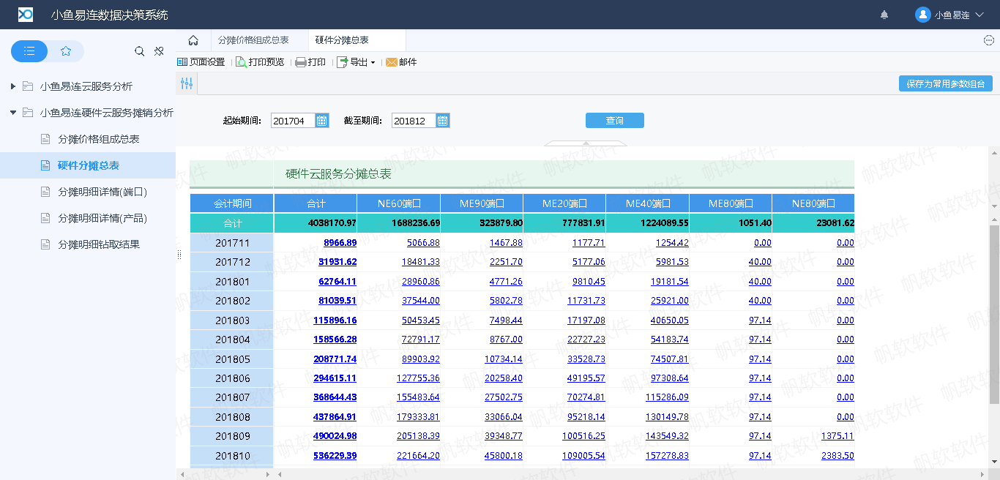 小鱼易连数据决策系统
小鱼易连
分摊价格组成总表 硬件分摊总表
页面设置 打印预览 打印 导出 邮件
保存为常用参数组合
小鱼易连云服务分析
小鱼易连硬件云服务摊销分析
分摊价格组成总表
硬件分摊总表
分摊明细详情(端口)
分摊明细详情(产品)
分摊明细钻取结果
起始期间: 201704 截至期间: 201812 查询
硬件云服务分摊总表
会计期间 合计 NE60端口 ME90端口 ME20端口 ME40端口 ME80端口 NE80端口
合计 4038170.97 1688236.69 323879.80 777831.91 1224089.55 1051.40 23081.62
201711 8966.89 5066.88 1467.88 1177.71 1254.42 0.00 0.00
201712 31931.62 18481.33 2251.70 5177.06 5981.53 40.00 0.00
201801 62764.11 28960.86 4771.26 9810.45 19181.54 40.00 0.00
201802 81039.51 37544.00 5802.78 11731.73 25921.00 40.00 0.00
201803 115896.16 50453.45 7498.44 17197.08 40650.05 97.14 0.00
201804 158566.28 72791.17 8767.00 22727.23 54183.74 97.14 0.00
201805 208771.74 89903.92 10734.14 33528.73 74507.81 97.14 0.00
201806 294615.11 127755.36 20258.40 49195.57 97308.64 97.14 0.00
201807 368644.43 155483.64 27502.75 70274.81 115286.09 97.14 0.00
201808 437864.91 179333.81 33066.04 95218.14 130149.78 97.14 0.00
201809 490024.98 205138.39 39348.77 100516.25 143549.32 97.14 1375.11
201810 536229.39 221664.20 45800.18 109005.54 157278.83 97.14 2383.50
帆软软件